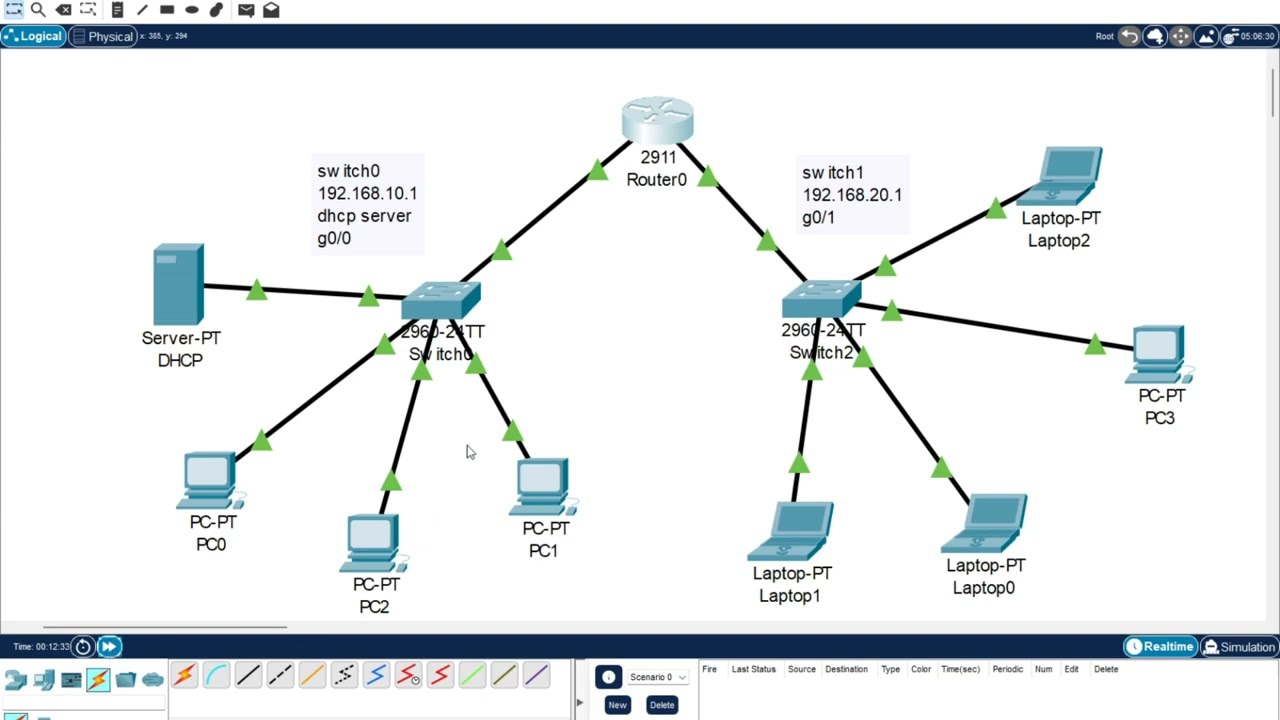 Logical
Physical
x: 385, y: 294
Root
05:06:30
2911
Router0
switch0
192.168.10.1
dhcp server
g0/0
switch1
192.168.20.1
g0/1
Laptop-PT
Laptop2
Server-PT
DHCP
2960-24TT
Switch0
2960-24TT
Switch2
PC-PT
PC3
PC-PT
PC0
PC-PT
PC1
PC-PT
PC2
Laptop-PT
Laptop1
Laptop-PT
Laptop0
Time: 00:12:33
Realtime
Simulation
Scenario 0
New
Delete
Fire Last Status Source Destination Type Color Time(sec) Periodic Num Edit Delete